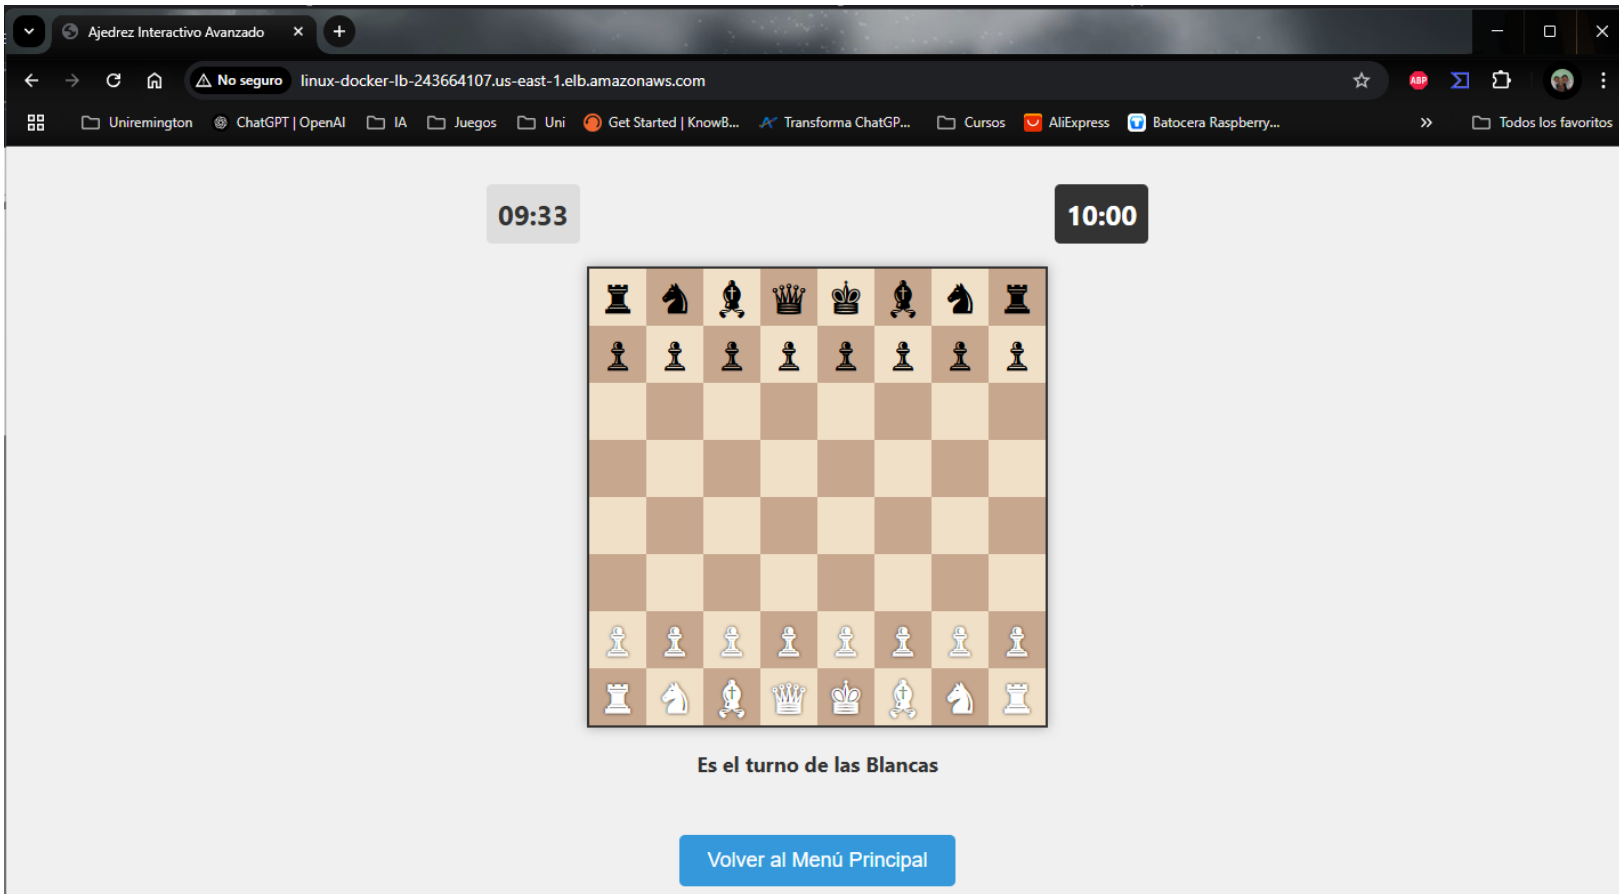 Ajedrez Interactivo Avanzado
No seguro linux-docker-lb-243664107.us-east-1.elb.amazonaws.com ABP
Uniremington ChatGPT | OpenAI IA Juegos Uni Get Started | KnowB... Transforma ChatGP... Cursos AliExpress Batocera Raspberry... » Todos los favoritos
09:33 10:00
Es el turno de las Blancas
Volver al Menú Principal